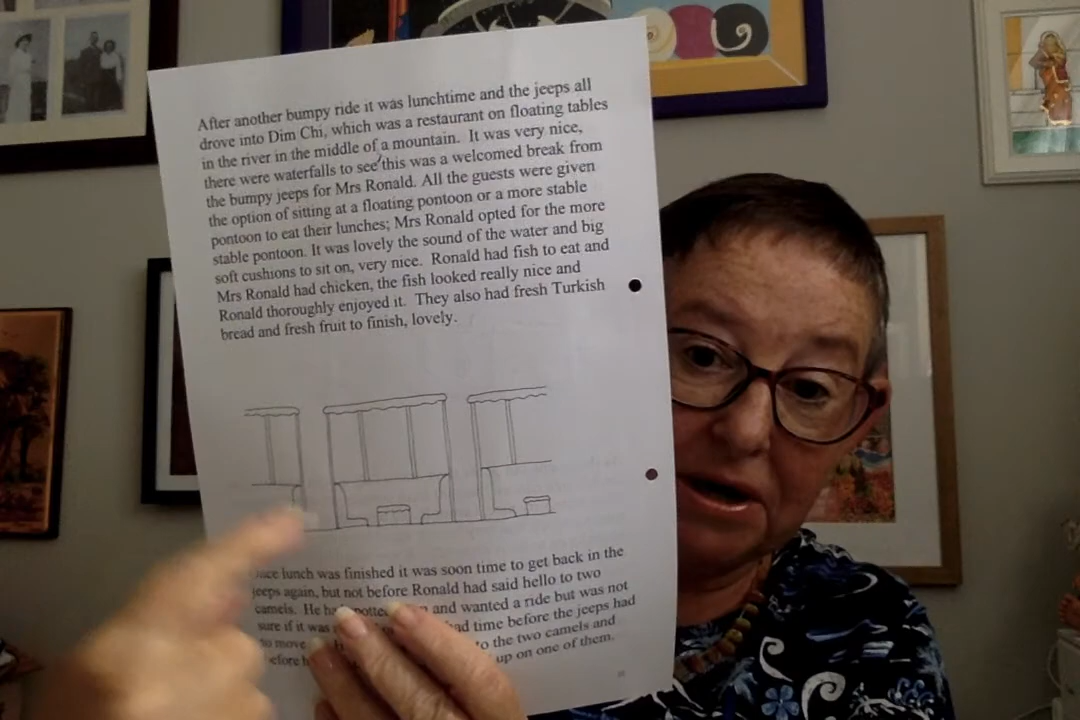 After another bumpy ride it was lunchtime and the jeeps all
drove into Dim Chi, which was a restaurant on floating tables
in the river in the middle of a mountain. It was very nice,
there were waterfalls to see this was a welcomed break from
the bumpy jeeps for Mrs Ronald. All the guests were given
the option of sitting at a floating pontoon or a more stable
pontoon to eat their lunches; Mrs Ronald opted for the more
stable pontoon. It was lovely the sound of the water and big
soft cushions to sit on, very nice. Ronald had fish to eat and
Mrs Ronald had chicken, the fish looked really nice and
Ronald thoroughly enjoyed it. They also had fresh Turkish
bread and fresh fruit to finish, lovely.
lunch was finished it was soon time to get back in the
jeeps again, but not before Ronald had said hello to two
camels. He and wanted a ride but was not
sure if it was had time before the jeeps had
to move to the two camels and
up on one of them.